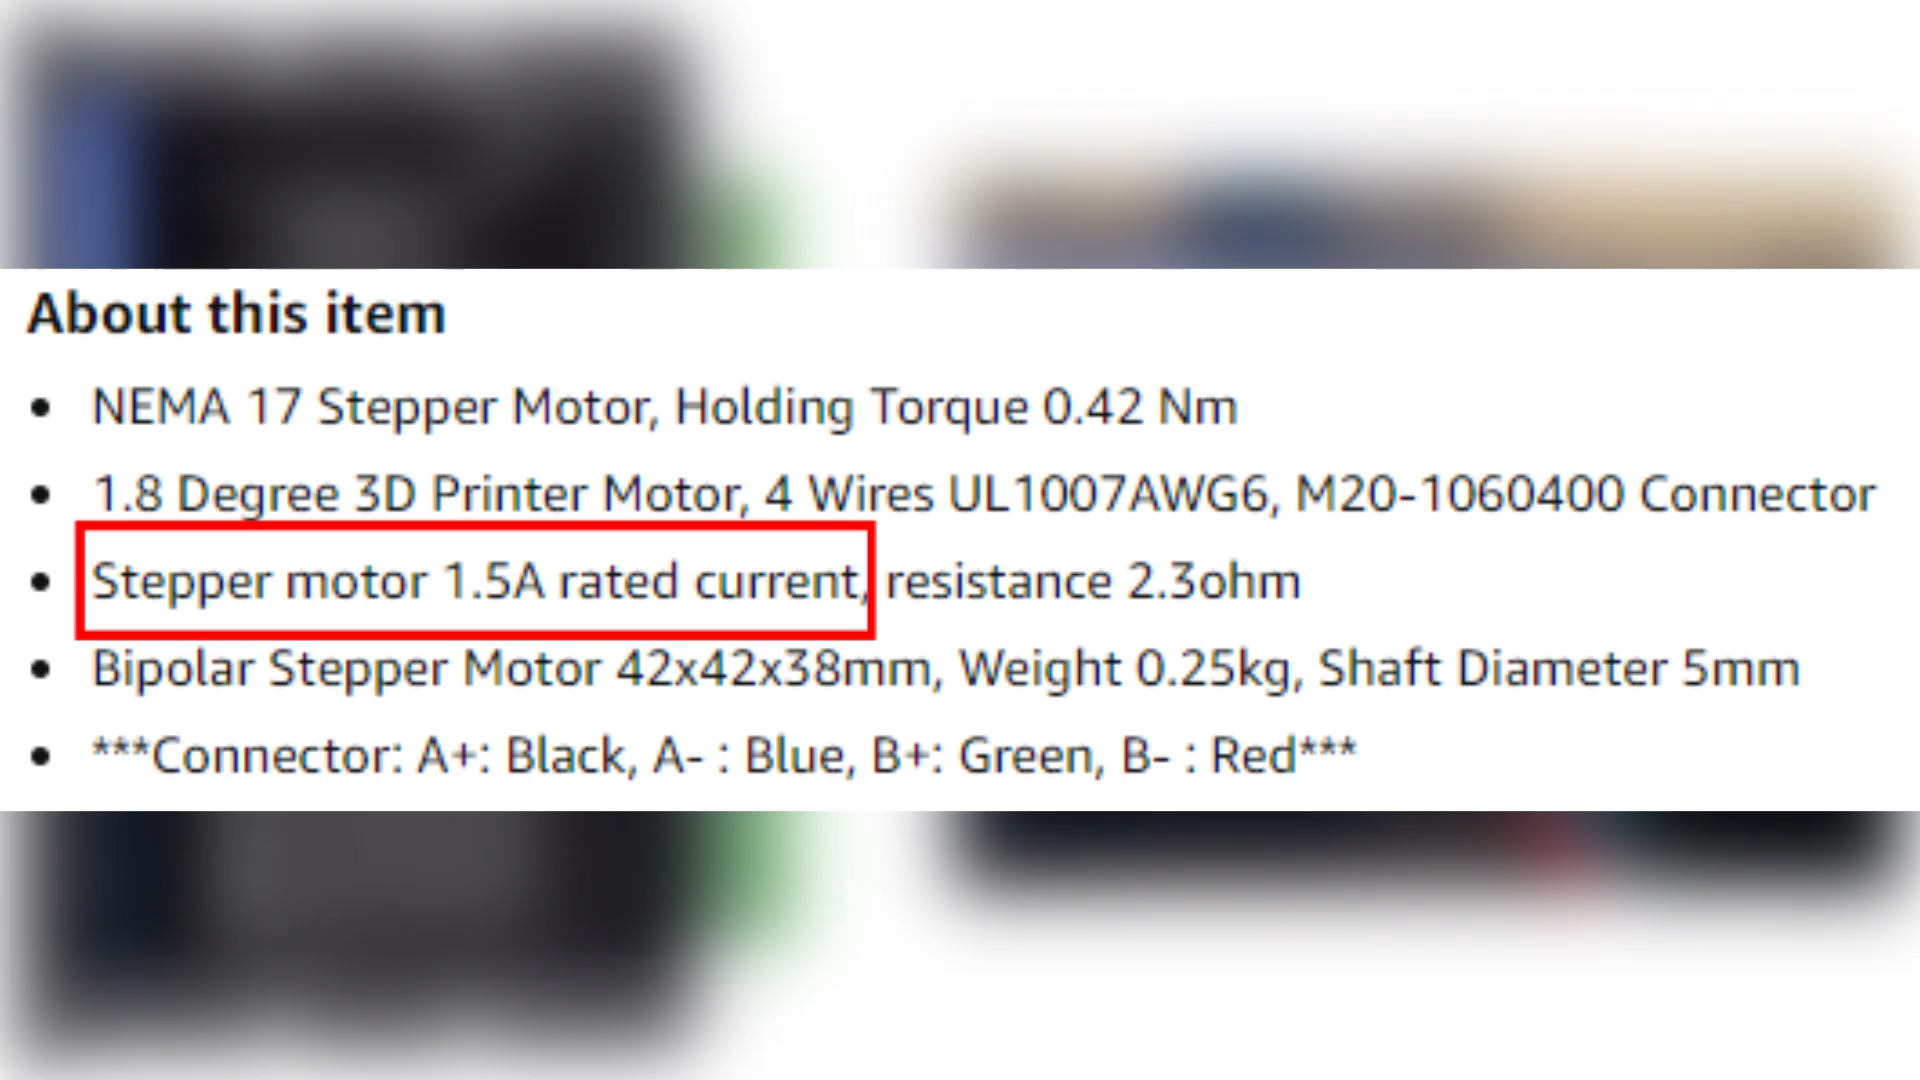 About this item
• NEMA 17 Stepper Motor, Holding Torque 0.42 Nm
• 1.8 Degree 3D Printer Motor, 4 Wires UL1007AWG6, M20-1060400 Connector
• Stepper motor 1.5A rated current, resistance 2.3ohm
• Bipolar Stepper Motor 42x42x38mm, Weight 0.25kg, Shaft Diameter 5mm
• ***Connector: A+: Black, A- : Blue, B+: Green, B- : Red***